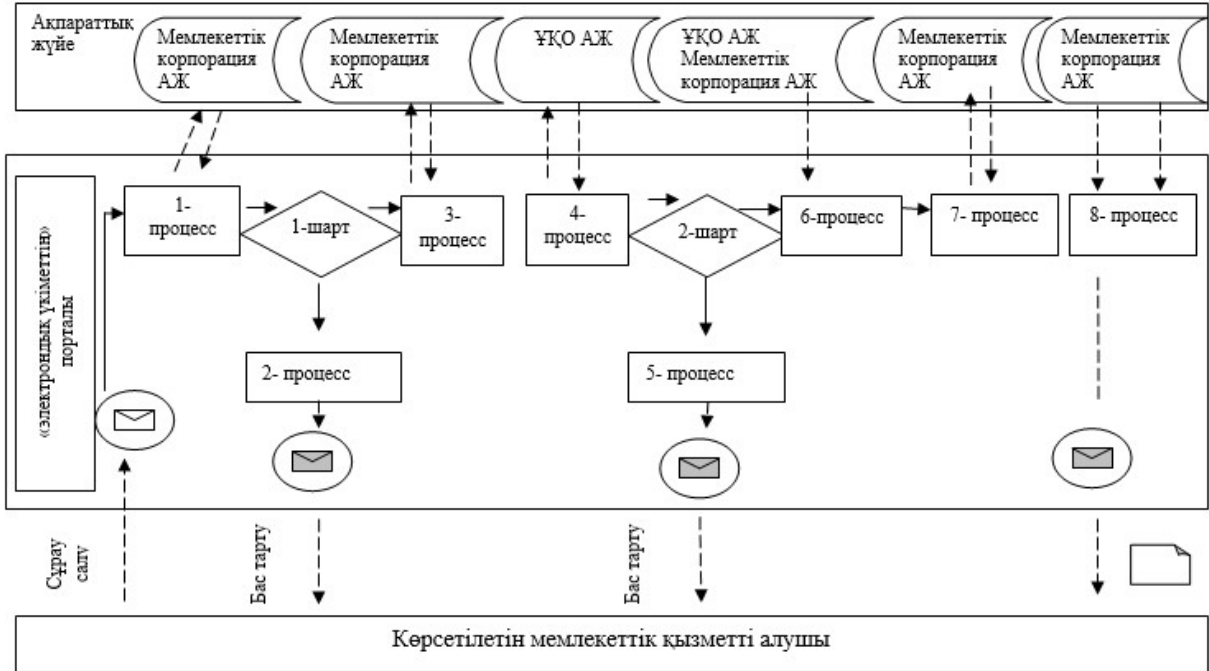 Ақпараттық
жүйе
Мемлекеттік
корпорация
АЖ
Мемлекеттік
корпорация
АЖ
ҰҚО АЖ
ҰҚО АЖ
Мемлекеттік
корпорация АЖ
Мемлекеттік
корпорация
АЖ
Мемлекеттік
корпорация
АЖ
«электрондық үкіметтің»
порталы
1-
процесс
1-шарт
3-
процесс
4-
процесс
2-шарт
6-процесс
7- процесс
8- процесс
2- процесс
5- процесс
Сұрау
салу
Бас тарту
Бас тарту
Көрсетілетін мемлекеттік қызметті алушы